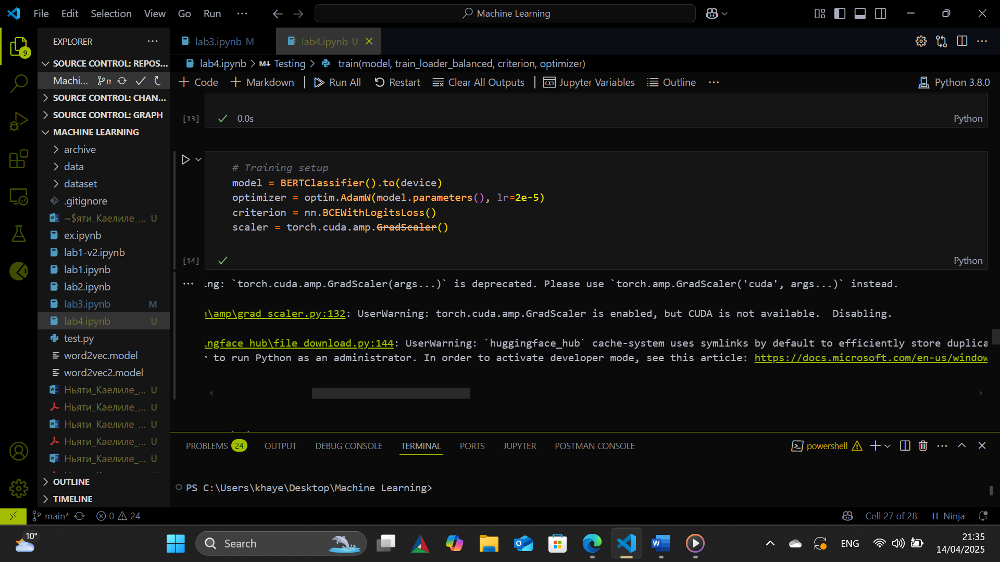 File Edit Selection View Go Run ···
Machine Learning
EXPLORER ···
SOURCE CONTROL: REPOS...
Machi...
SOURCE CONTROL: CHAN...
SOURCE CONTROL: GRAPH
MACHINE LEARNING
archive
data
dataset
.gitignore
~$яти_Каелиле_... U
ex.ipynb
lab1-v2.ipynb
lab1.ipynb
lab2.ipynb
lab3.ipynb M
lab4.ipynb U
test.py
word2vec.model
word2vec2.model
Ньяти_Каелиле_... U
Ньяти_Каелиле_... U
Ньяти_Каелиле_... U
Ньяти_Каелиле_... U
Ньяти_Каелиле_... U
OUTLINE
TIMELINE
9
lab3.ipynb M lab4.ipynb U
lab4.ipynb > M↓ Testing > train(model, train_loader_balanced, criterion, optimizer)
+ Code + Markdown | Run All Restart Clear All Outputs | Jupyter Variables Outline ··· Python 3.8.0
[13] 0.0s Python
# Training setup
model = BERTClassifier().to(device)
optimizer = optim.AdamW(model.parameters(), lr=2e-5)
criterion = nn.BCEWithLogitsLoss()
scaler = torch.cuda.amp.GradScaler()
[14] Python
ing: `torch.cuda.amp.GradScaler(args...)` is deprecated. Please use `torch.amp.GradScaler('cuda', args...)` instead.
\amp\grad_scaler.py:132: UserWarning: torch.cuda.amp.GradScaler is enabled, but CUDA is not available.  Disabling.
ingface_hub\file_download.py:144: UserWarning: `huggingface_hub` cache-system uses symlinks by default to efficiently store duplica
r to run Python as an administrator. In order to activate developer mode, see this article: https://docs.microsoft.com/en-us/window
PROBLEMS 24 OUTPUT DEBUG CONSOLE TERMINAL PORTS JUPYTER POSTMAN CONSOLE powershell
PS C:\Users\khaye\Desktop\Machine Learning>
main* 0 24 Cell 27 of 28 Ninja
10° Search ENG 21:35
14/04/2025